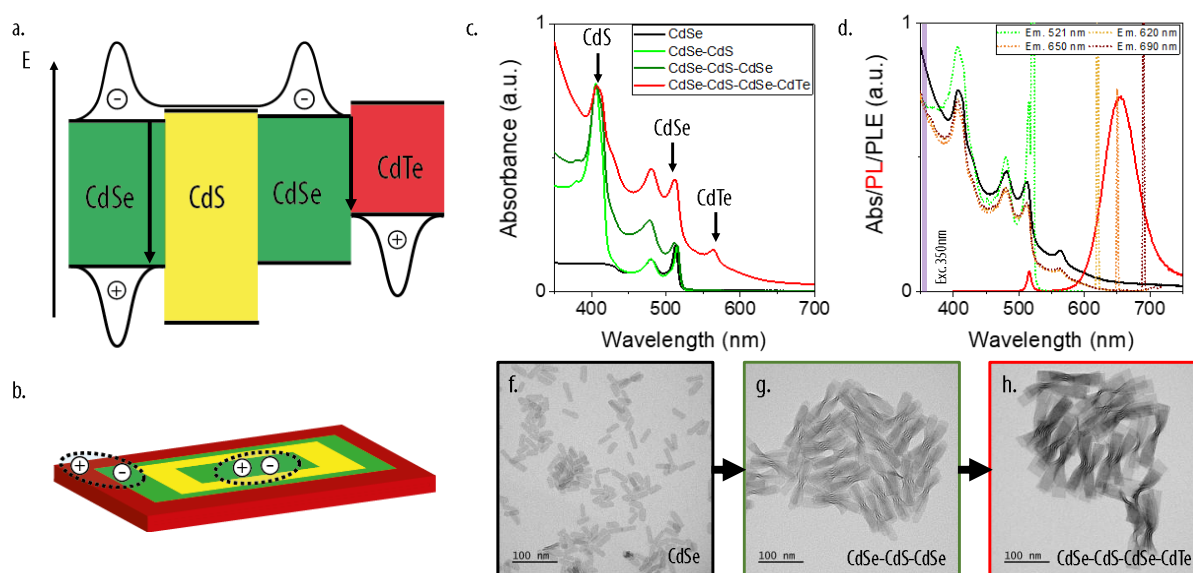 a.
E
−
−
CdSe
CdS
CdSe
CdTe
+
+
b.
+
−
+
−
c.
Absorbance (a.u.)
1
0
CdS
CdSe
CdTe
CdSe
CdSe-CdS
CdSe-CdS-CdSe
CdSe-CdS-CdSe-CdTe
400 500 600 700
Wavelength (nm)
d.
Abs/PL/PLE (a.u.)
1
0
Em. 521 nm Em. 620 nm
Em. 650 nm Em. 690 nm
Exc.350nm
400 500 600 700
Wavelength (nm)
f.
100 nm
CdSe
g.
100 nm
CdSe-CdS-CdSe
h.
100 nm
CdSe-CdS-CdSe-CdTe